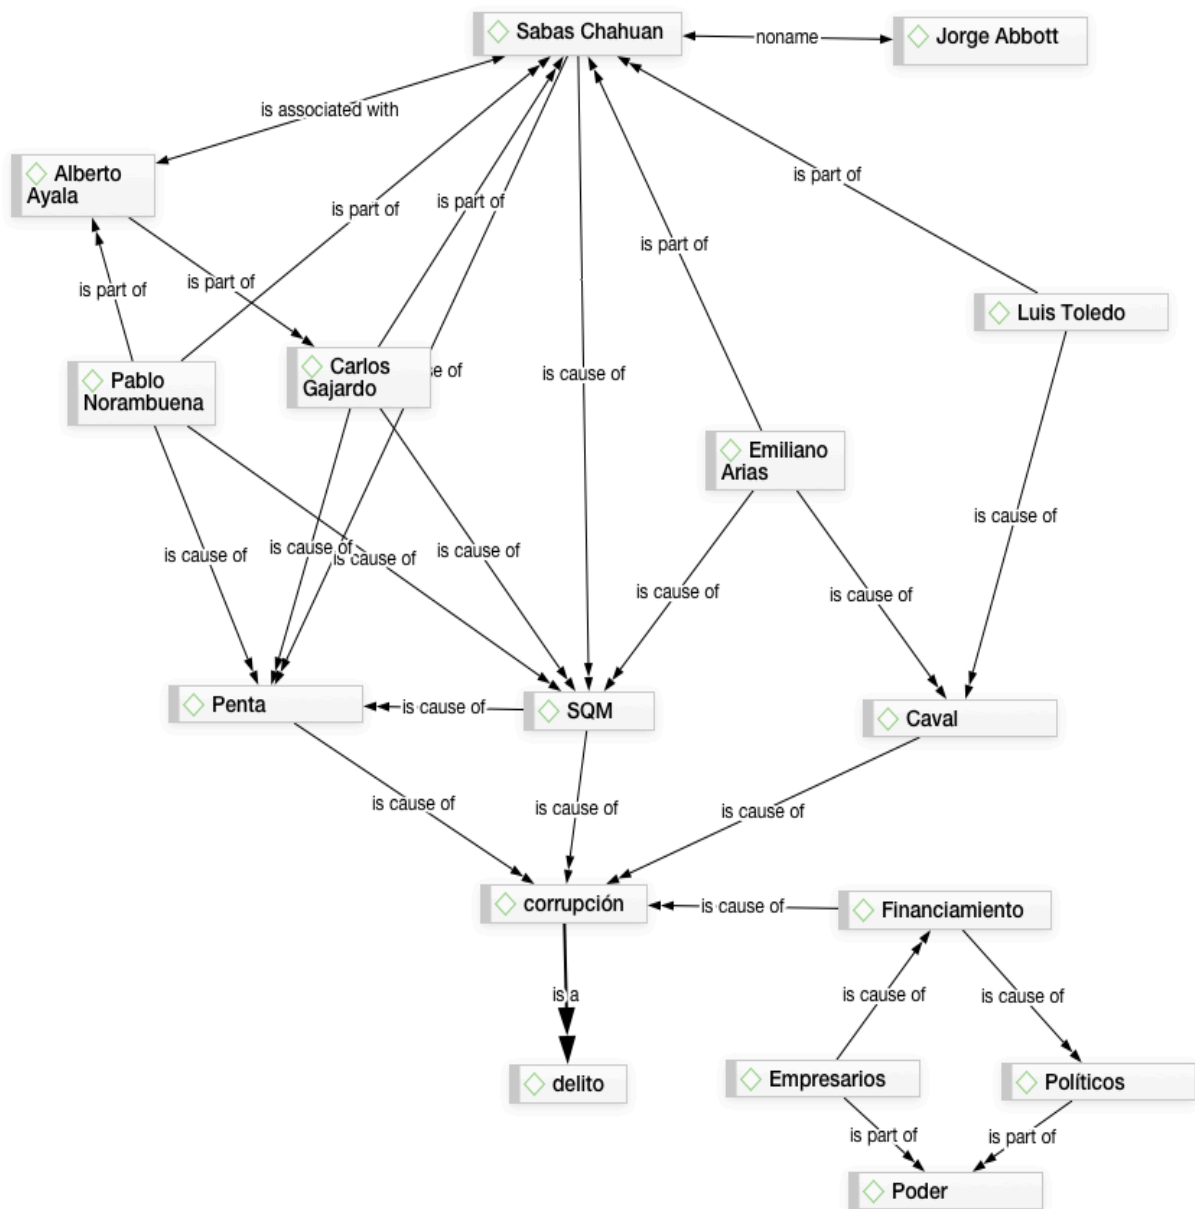 Sabas Chahuan
noname
Jorge Abbott
is associated with
Alberto
Ayala
is part of
is part of
is part of
is part of
is part of
is part of
Luis Toledo
Pablo
Norambuena
Carlos
Gajardo
se of
is cause of
Emiliano
Arias
is cause of
is cause of
is cause of
is cause of
is cause of
is cause of
is cause of
Penta
is cause of
SQM
Caval
is cause of
is cause of
is cause of
corrupción
is cause of
Financiamiento
is a
is cause of
is cause of
delito
Empresarios
Políticos
is part of
is part of
Poder